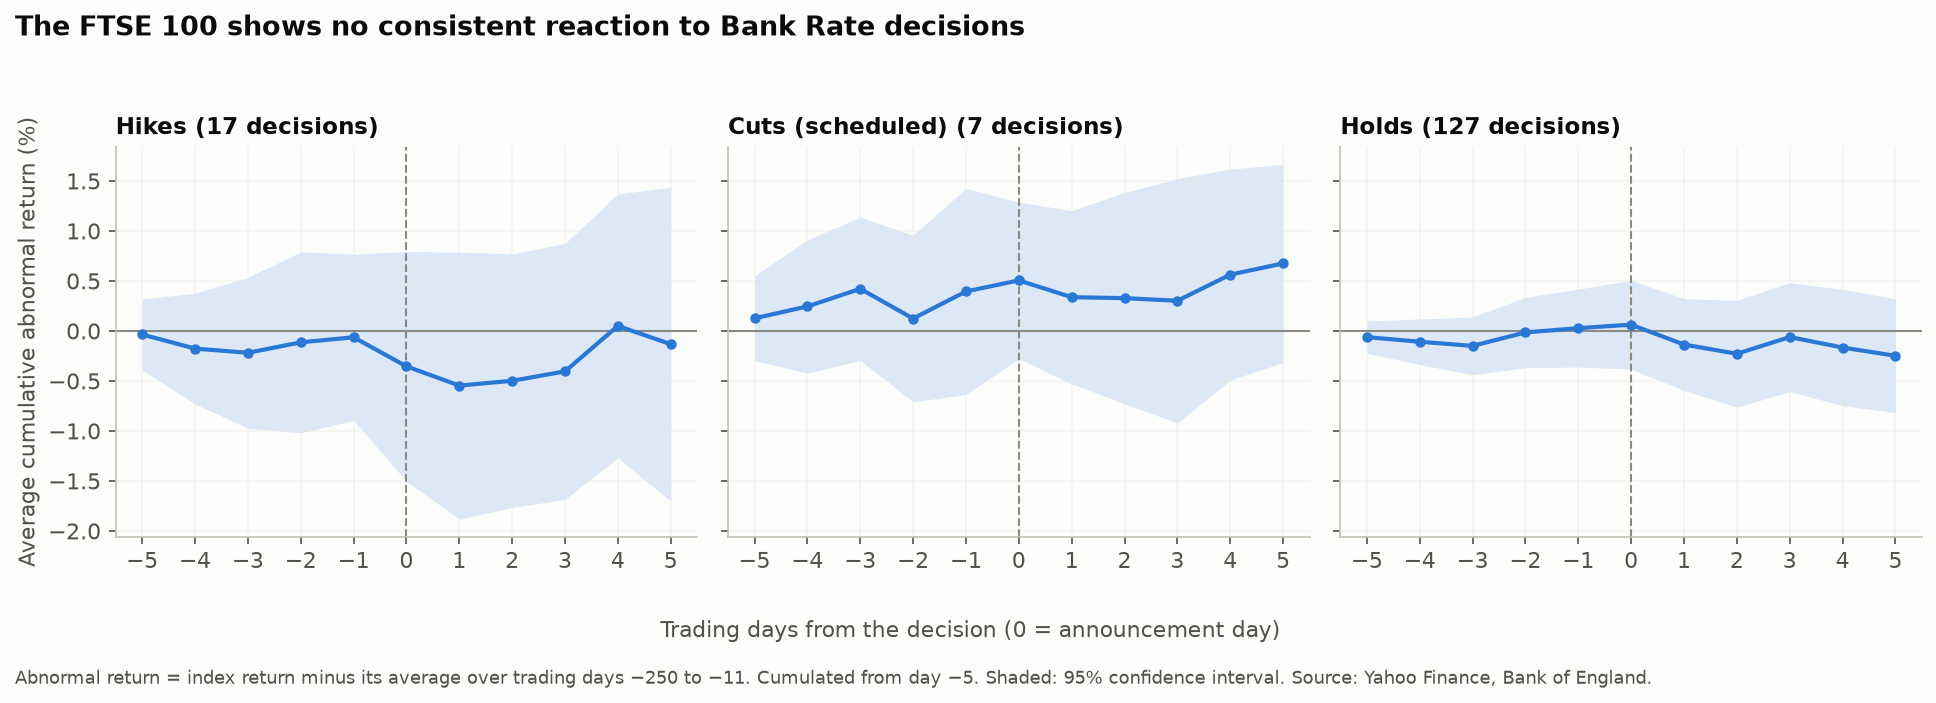 The FTSE 100 shows no consistent reaction to Bank Rate decisions
Hikes (17 decisions)
Cuts (scheduled) (7 decisions)
Holds (127 decisions)
Average cumulative abnormal return (%)
1.5
1.0
0.5
0.0
−0.5
−1.0
−1.5
−2.0
−5 −4 −3 −2 −1 0 1 2 3 4 5
−5 −4 −3 −2 −1 0 1 2 3 4 5
−5 −4 −3 −2 −1 0 1 2 3 4 5
Trading days from the decision (0 = announcement day)
Abnormal return = index return minus its average over trading days −250 to −11. Cumulated from day −5. Shaded: 95% confidence interval. Source: Yahoo Finance, Bank of England.